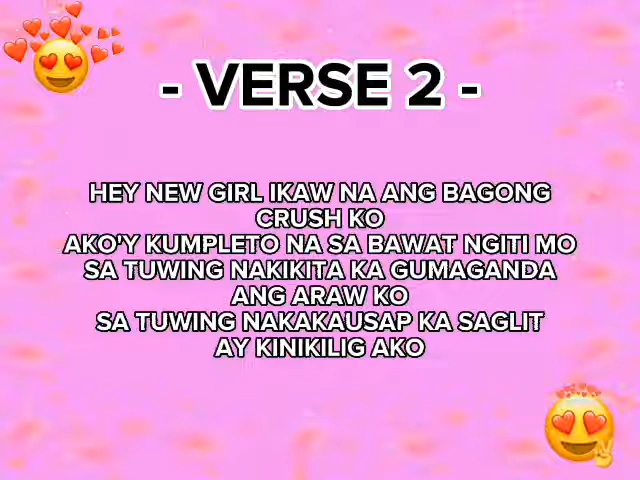 - VERSE 2 -
HEY NEW GIRL IKAW NA ANG BAGONG
CRUSH KO
AKO'Y KUMPLETO NA SA BAWAT NGITI MO
SA TUWING NAKIKITA KA GUMAGANDA
ANG ARAW KO
SA TUWING NAKAKAUSAP KA SAGLIT
AY KINIKILIG AKO